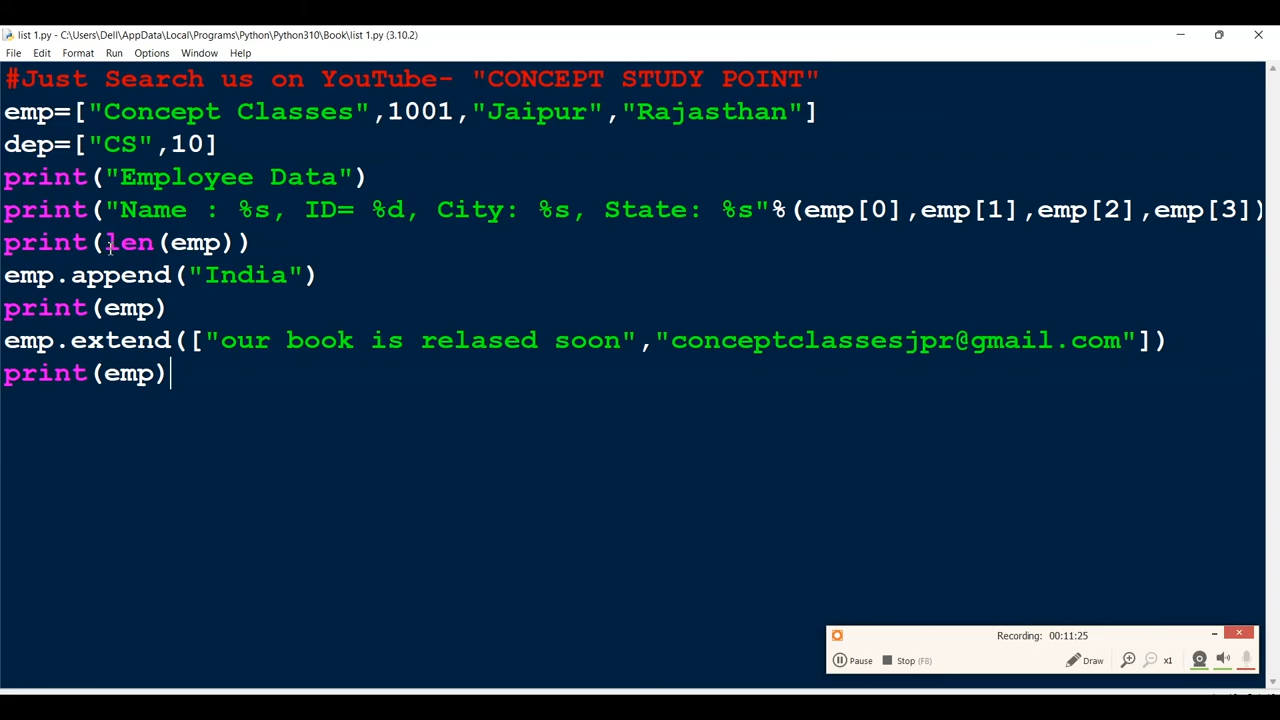 list 1.py - C:\Users\Dell\AppData\Local\Programs\Python\Python310\Book\list 1.py (3.10.2)
File Edit Format Run Options Window Help
#Just Search us on YouTube- "CONCEPT STUDY POINT"
emp=["Concept Classes",1001,"Jaipur","Rajasthan"]
dep=["CS",10]
print("Employee Data")
print("Name : %s, ID= %d, City: %s, State: %s"%(emp[0],emp[1],emp[2],emp[3])
print(len(emp))
emp.append("India")
print(emp)
emp.extend(["our book is relased soon","conceptclassesjpr@gmail.com"])
print(emp)
Recording: 00:11:25
Pause Stop (F8) Draw x1